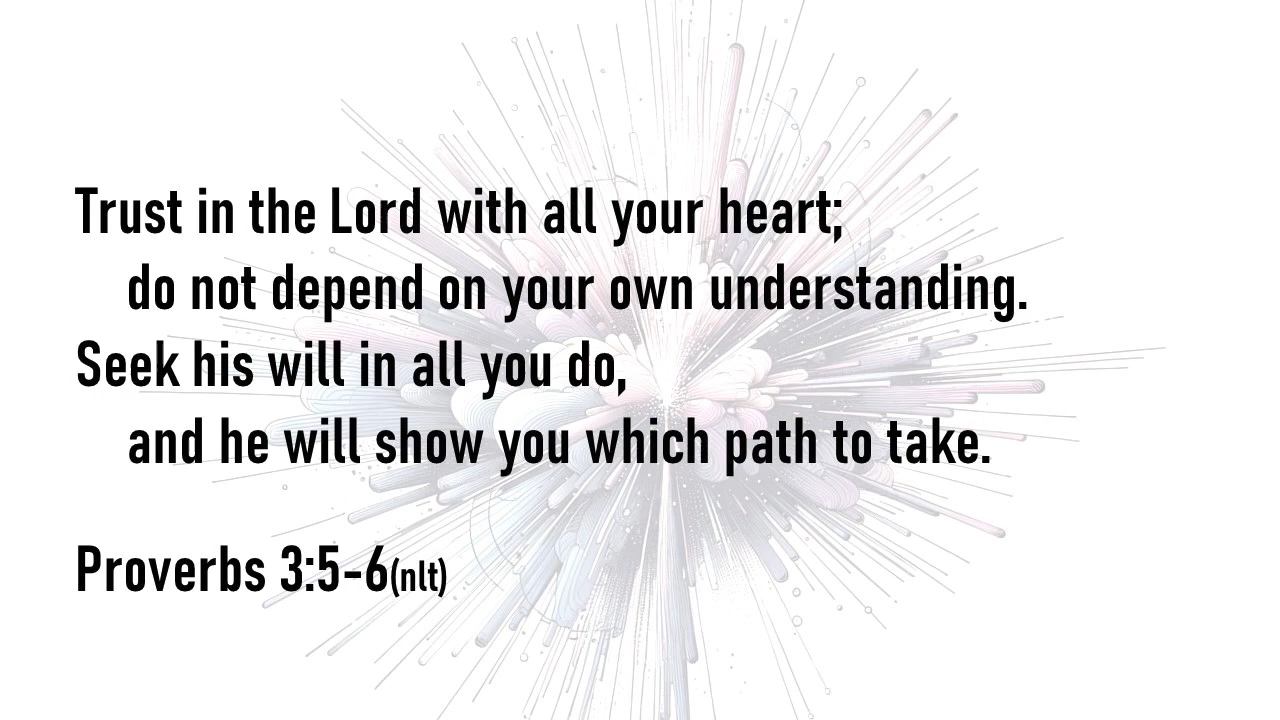 Trust in the Lord with all your heart;
do not depend on your own understanding.
Seek his will in all you do,
and he will show you which path to take.
Proverbs 3:5-6(nlt)